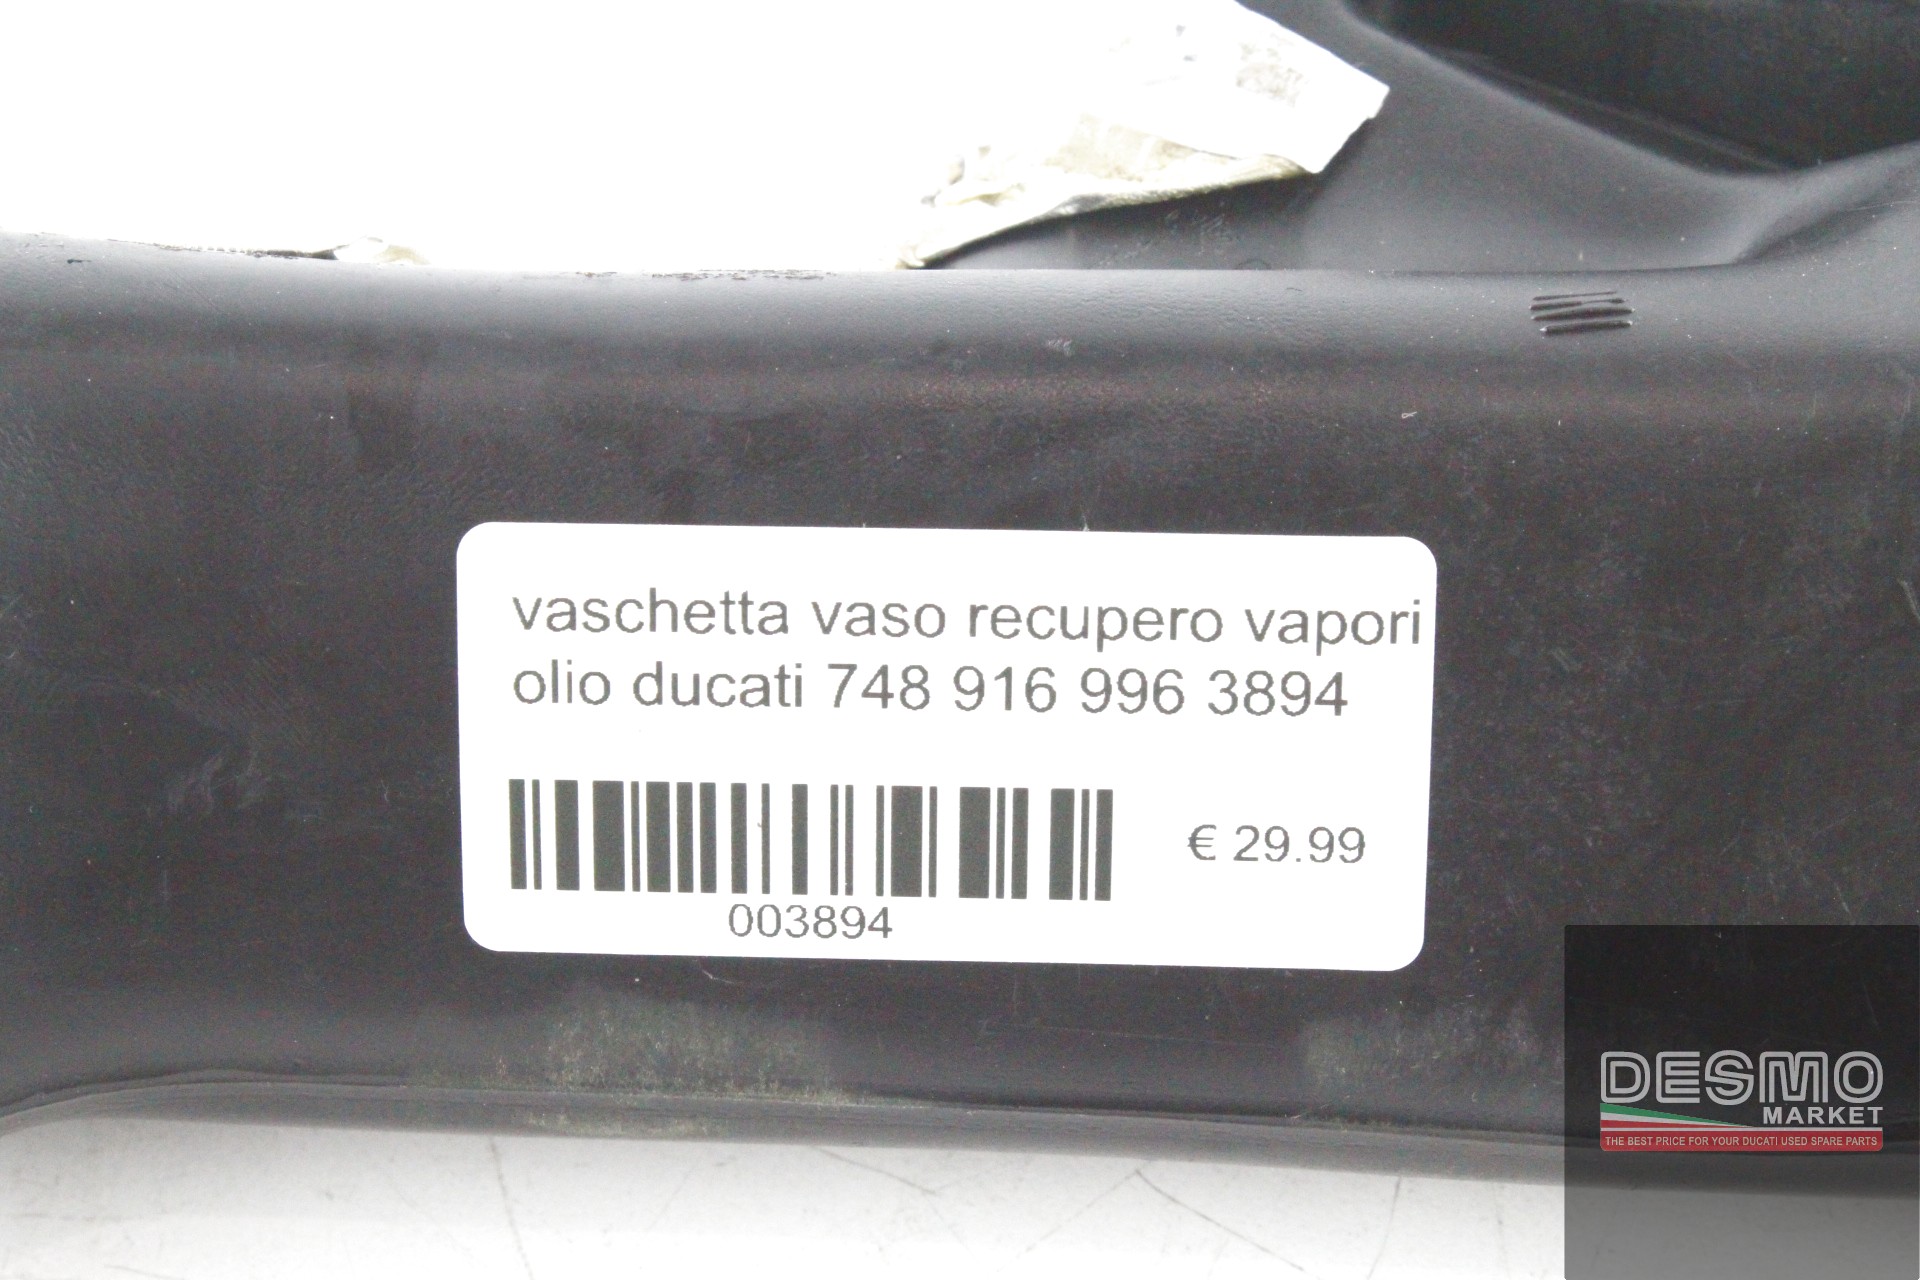 vaschetta vaso recupero vapori
olio ducati 748 916 996 3894
€ 29.99
003894
DESMO
MARKET
THE BEST PRICE FOR YOUR DUCATI USED SPARE PARTS